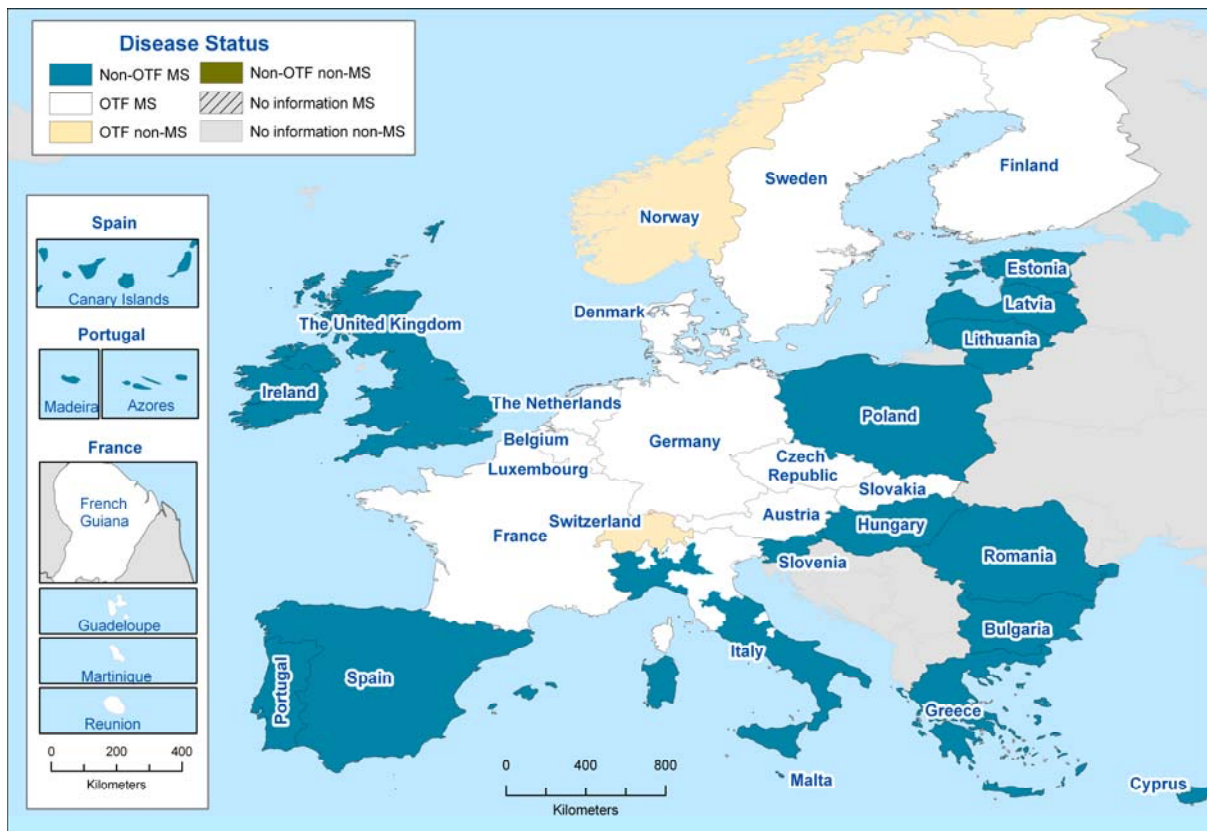 Disease Status
Non-OTF MS
Non-OTF non-MS
OTF MS
No information MS
OTF non-MS
No information non-MS
Spain
Canary Islands
Portugal
Madeira
Azores
France
French
Guiana
Guadeloupe
Martinique
Reunion
0 200 400
Kilometers
Finland
Sweden
Norway
Estonia
Latvia
Lithuania
Denmark
The United Kingdom
Ireland
The Netherlands
Poland
Belgium
Germany
Luxembourg
Czech
Republic
Slovakia
Austria
Switzerland
Hungary
France
Slovenia
Romania
Bulgaria
Italy
Spain
Portugal
Greece
Malta
Cyprus
0 400 800
Kilometers